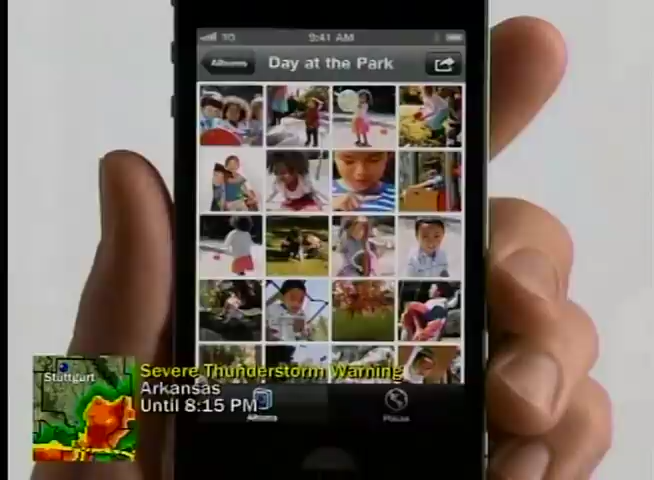 3G
9:41 AM
Albums
Day at the Park
Stuttgart
Severe Thunderstorm Warning
Arkansas
Until 8:15 PM
Albums
Places